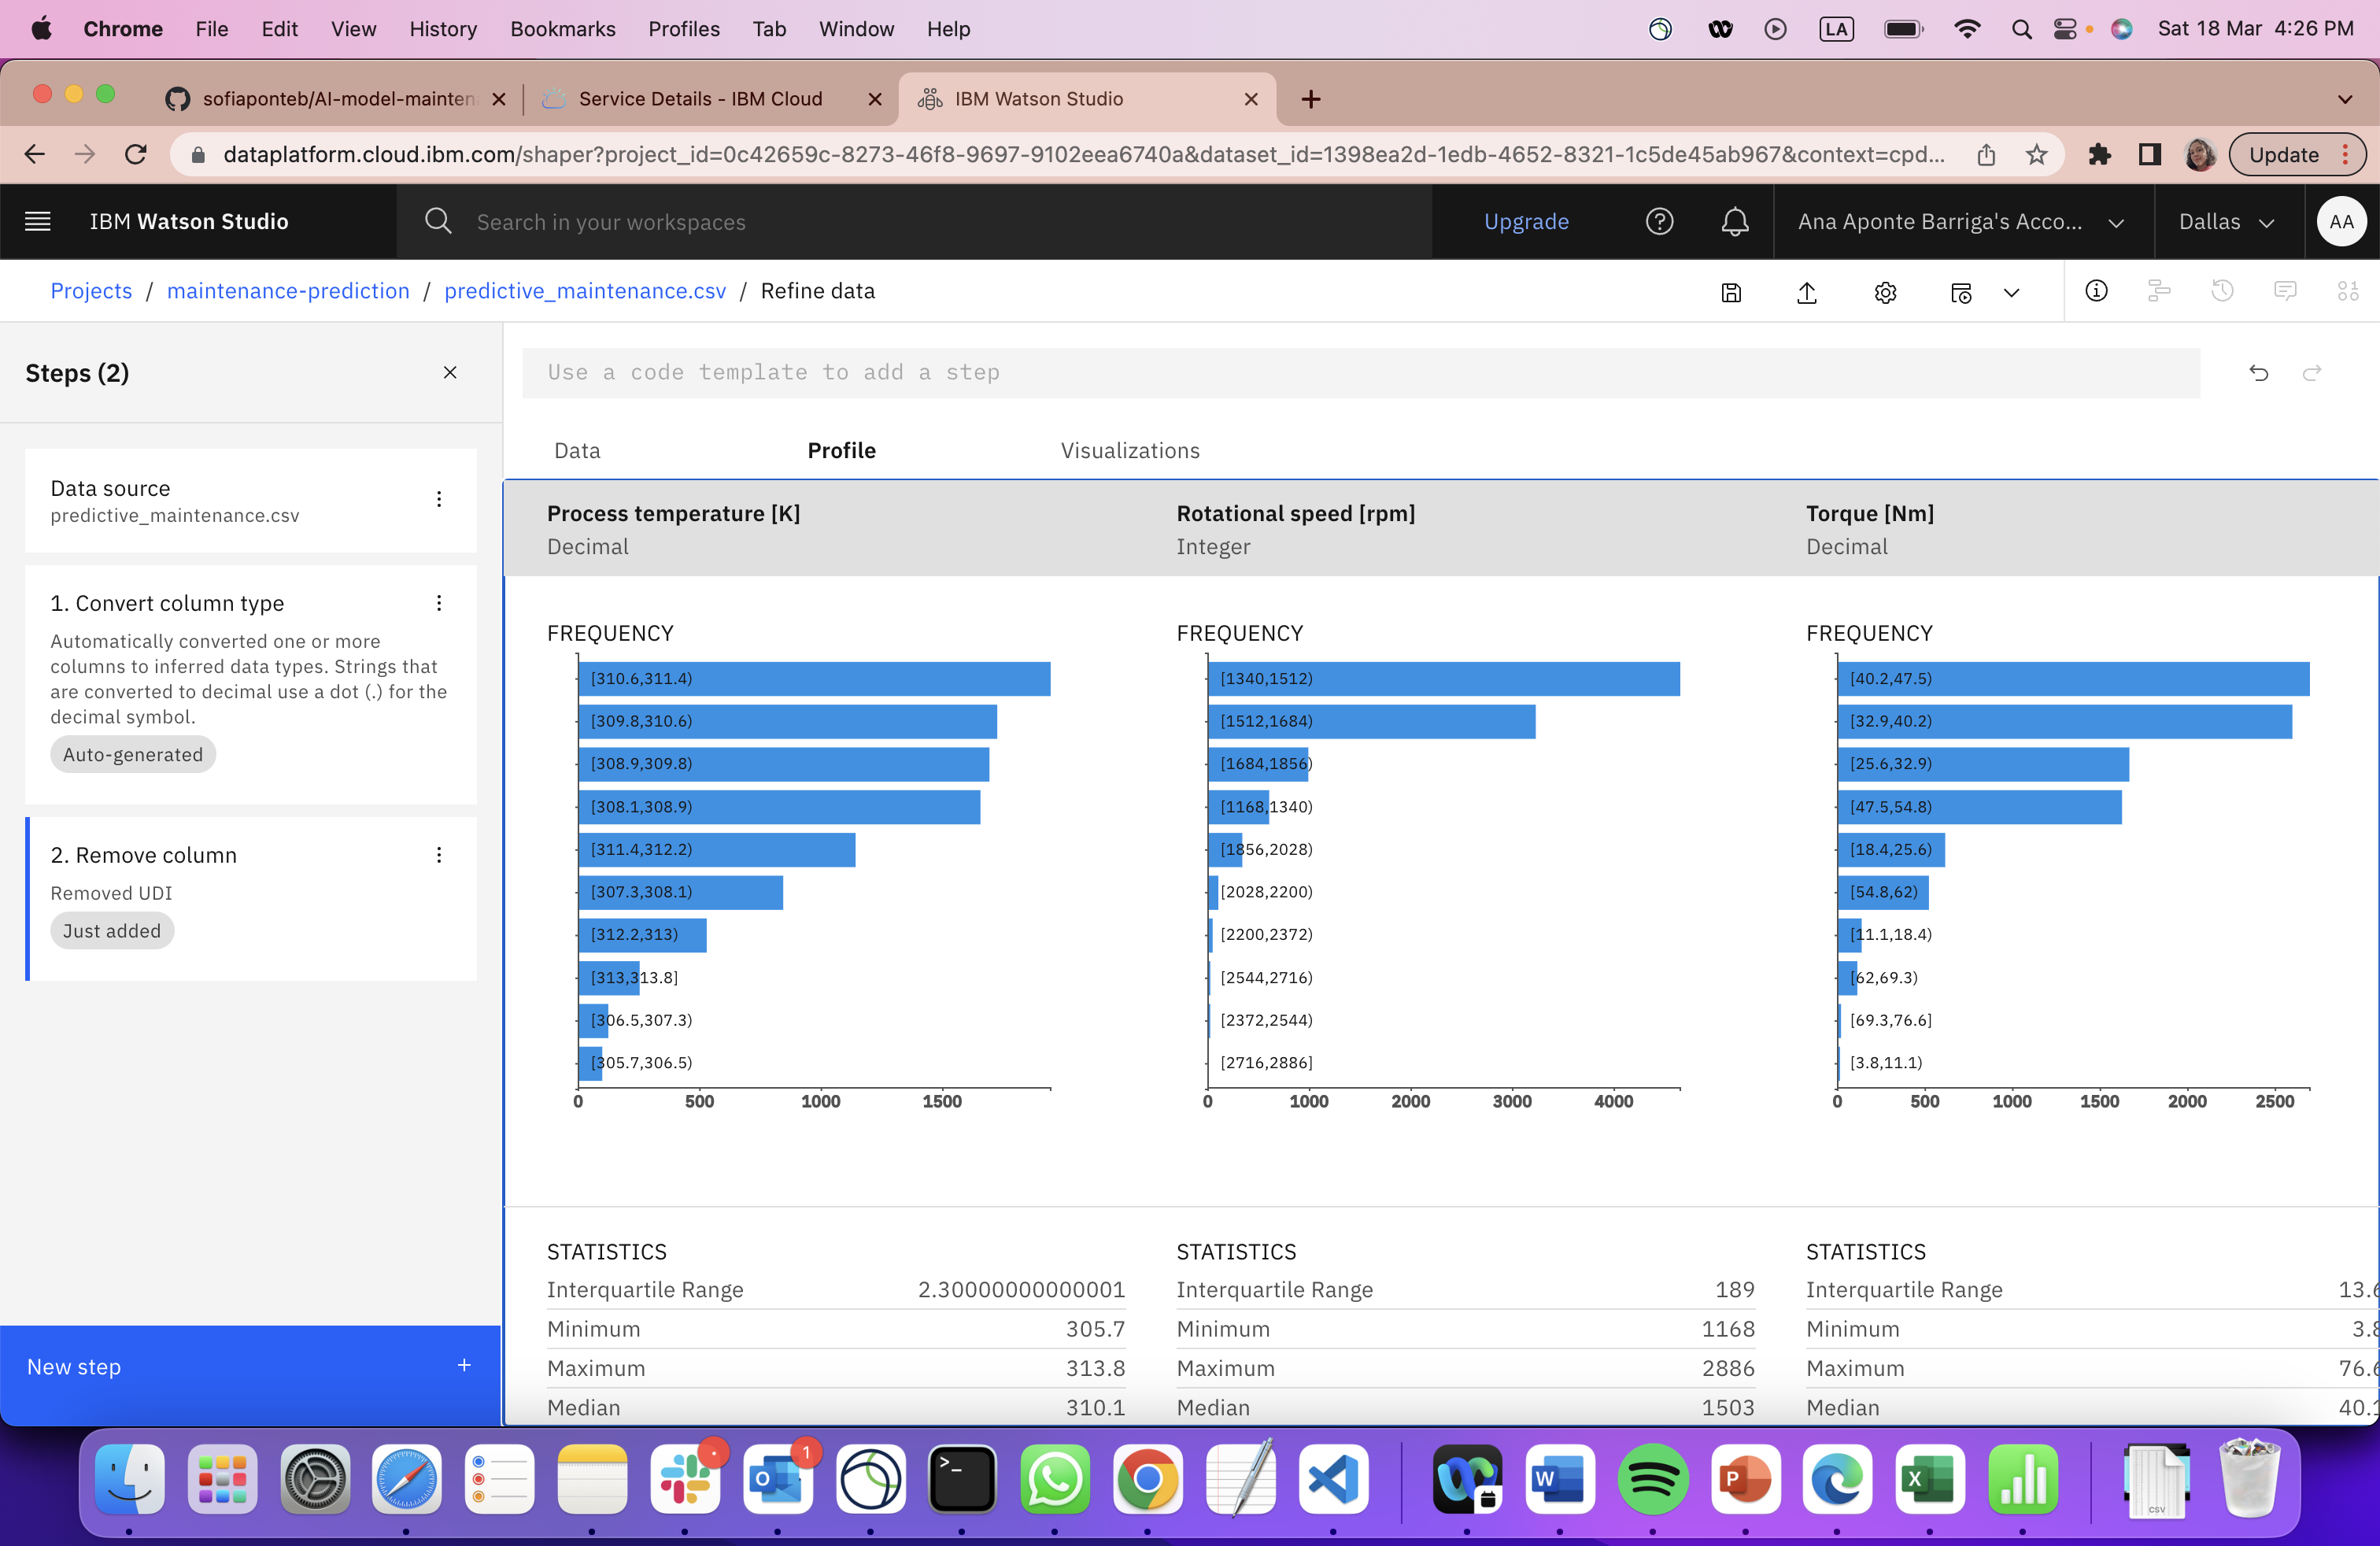 Chrome File Edit View History Bookmarks Profiles Tab Window Help LA Sat 18 Mar 4:26 PM
sofiaponteb/AI-model-mainten Service Details - IBM Cloud IBM Watson Studio
dataplatform.cloud.ibm.com/shaper?project_id=0c42659c-8273-46f8-9697-9102eea6740a&dataset_id=1398ea2d-1edb-4652-8321-1c5de45ab967&context=cpd... Update
IBM Watson Studio Search in your workspaces Upgrade Ana Aponte Barriga's Acco... Dallas AA
Projects / maintenance-prediction / predictive_maintenance.csv / Refine data
Steps (2)
Data source
predictive_maintenance.csv
1. Convert column type
Automatically converted one or more
columns to inferred data types. Strings that
are converted to decimal use a dot (.) for the
decimal symbol.
Auto-generated
2. Remove column
Removed UDI
Just added
New step
Use a code template to add a step
Data Profile Visualizations
Process temperature [K]
Decimal
FREQUENCY
[310.6,311.4)
[309.8,310.6)
[308.9,309.8)
[308.1,308.9)
[311.4,312.2)
[307.3,308.1)
[312.2,313)
[313,313.8]
[306.5,307.3)
[305.7,306.5)
0 500 1000 1500
STATISTICS
Interquartile Range 2.30000000000001
Minimum 305.7
Maximum 313.8
Median 310.1
Rotational speed [rpm]
Integer
FREQUENCY
[1340,1512)
[1512,1684)
[1684,1856)
[1168,1340)
[1856,2028)
[2028,2200)
[2200,2372)
[2544,2716)
[2372,2544)
[2716,2886]
0 1000 2000 3000 4000
STATISTICS
Interquartile Range 189
Minimum 1168
Maximum 2886
Median 1503
Torque [Nm]
Decimal
FREQUENCY
[40.2,47.5)
[32.9,40.2)
[25.6,32.9)
[47.5,54.8)
[18.4,25.6)
[54.8,62)
[11.1,18.4)
[62,69.3)
[69.3,76.6]
[3.8,11.1)
0 500 1000 1500 2000 2500
STATISTICS
Interquartile Range 13.6
Minimum 3.8
Maximum 76.6
Median 40.1
1
CSV